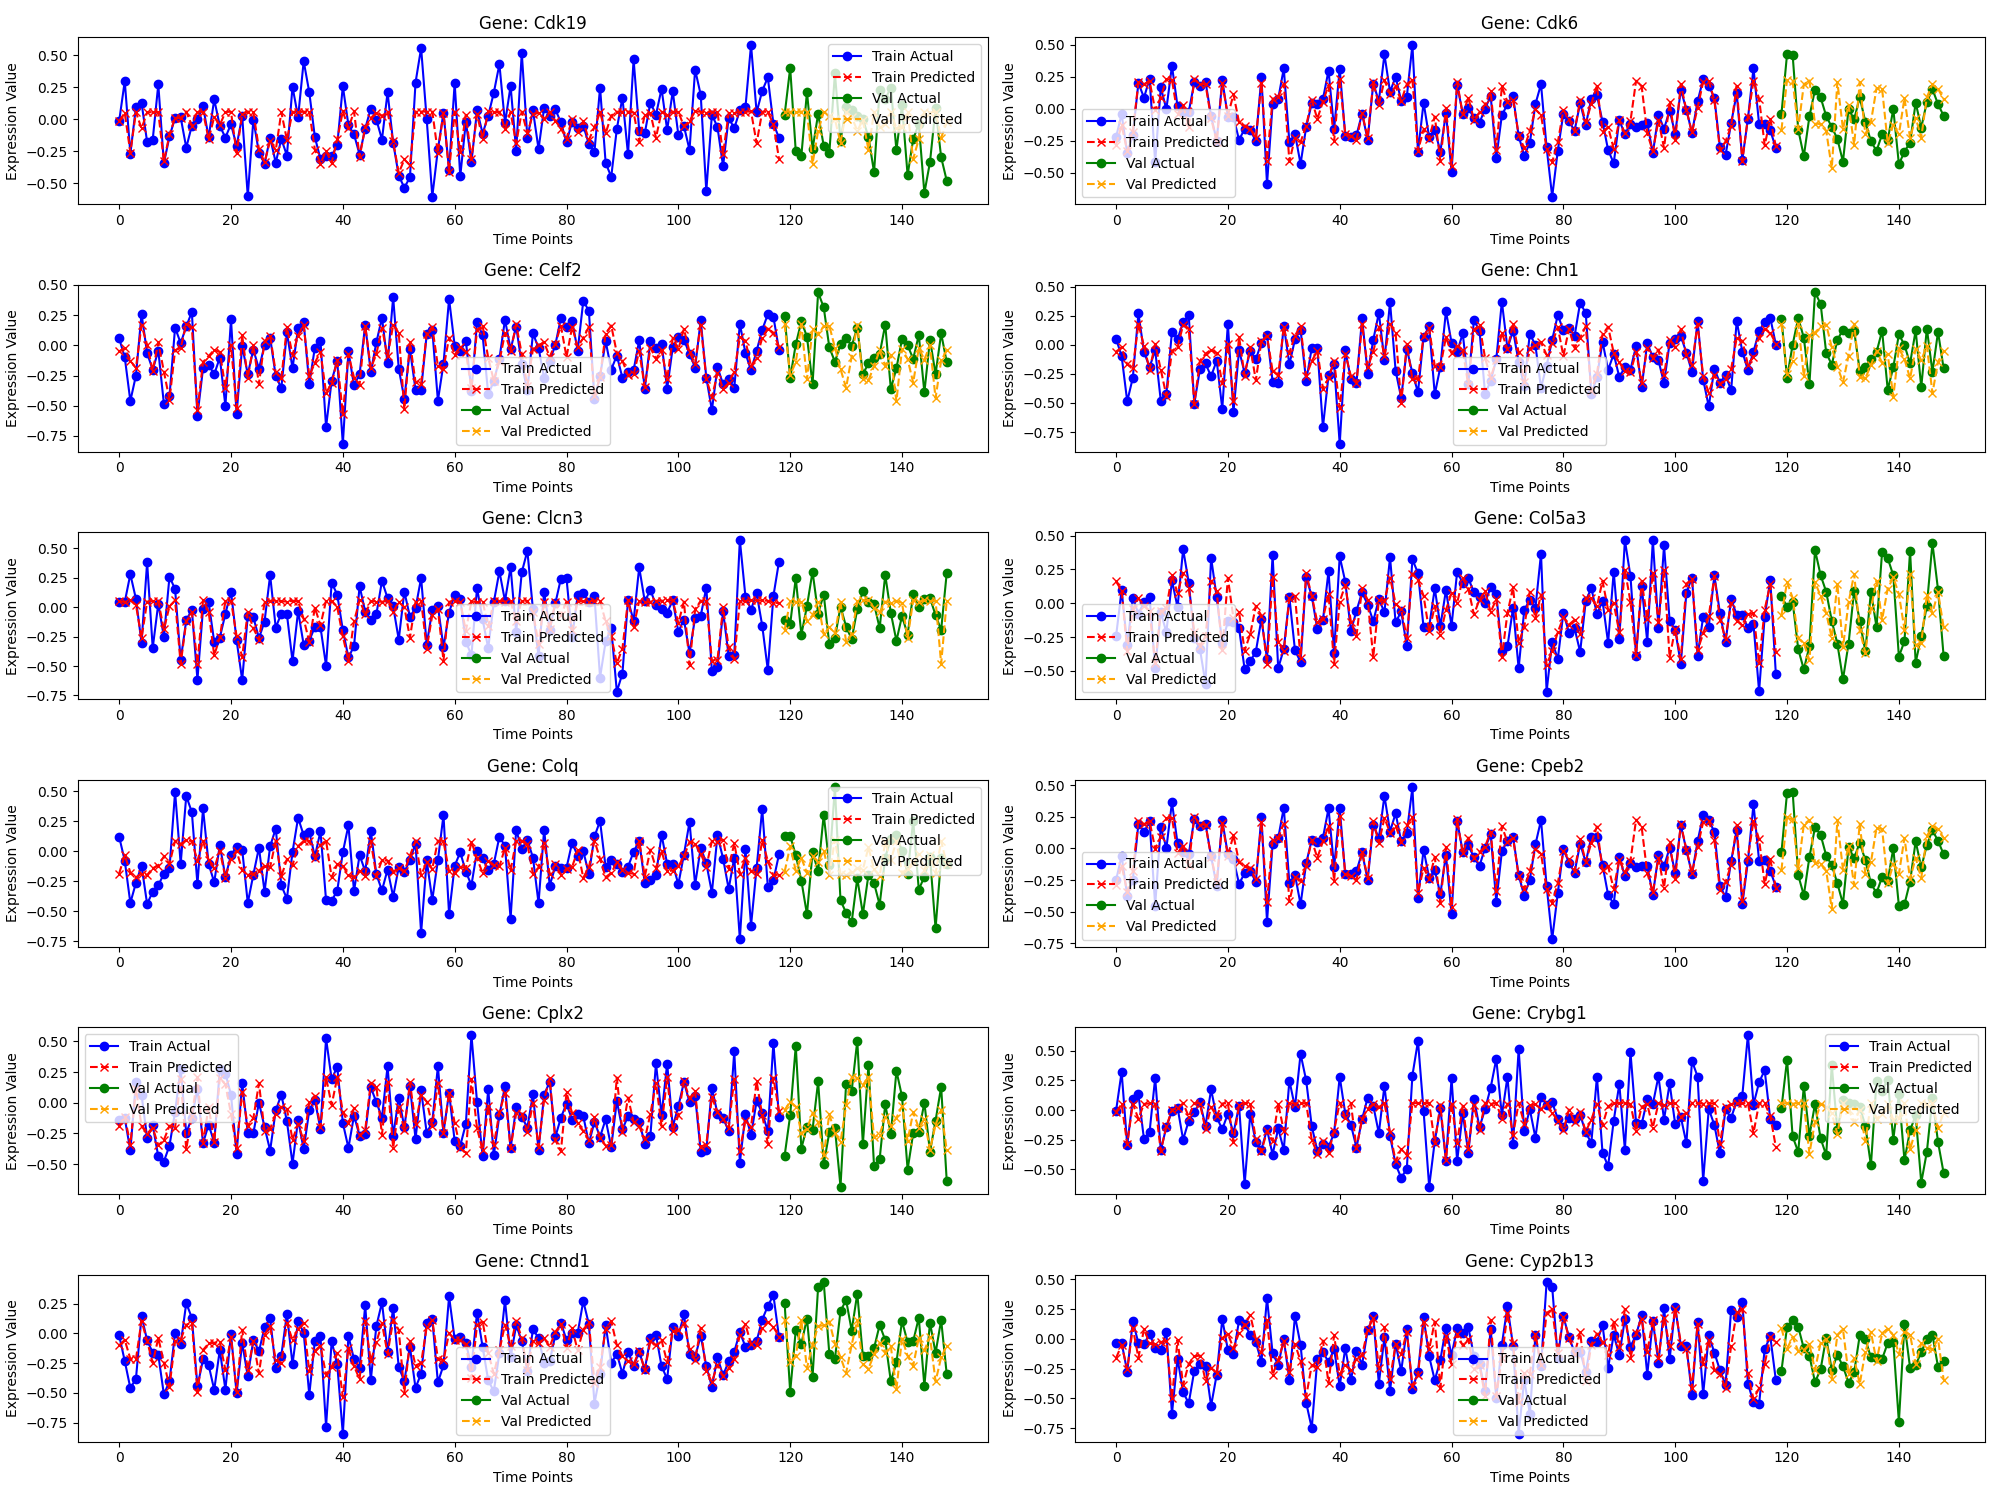 Gene: Cdk19
Expression Value
0.50
0.25
0.00
−0.25
−0.50
0 20 40 60 80 100 120 140
Time Points
Train Actual
Train Predicted
Val Actual
Val Predicted
Gene: Cdk6
Expression Value
0.50
0.25
0.00
−0.25
−0.50
0 20 40 60 80 100 120 140
Time Points
Train Actual
Train Predicted
Val Actual
Val Predicted
Gene: Celf2
Expression Value
0.50
0.25
0.00
−0.25
−0.50
−0.75
0 20 40 60 80 100 120 140
Time Points
Train Actual
Train Predicted
Val Actual
Val Predicted
Gene: Chn1
Expression Value
0.50
0.25
0.00
−0.25
−0.50
−0.75
0 20 40 60 80 100 120 140
Time Points
Train Actual
Train Predicted
Val Actual
Val Predicted
Gene: Clcn3
Expression Value
0.50
0.25
0.00
−0.25
−0.50
−0.75
0 20 40 60 80 100 120 140
Time Points
Train Actual
Train Predicted
Val Actual
Val Predicted
Gene: Col5a3
Expression Value
0.50
0.25
0.00
−0.25
−0.50
0 20 40 60 80 100 120 140
Time Points
Train Actual
Train Predicted
Val Actual
Val Predicted
Gene: Colq
Expression Value
0.50
0.25
0.00
−0.25
−0.50
−0.75
0 20 40 60 80 100 120 140
Time Points
Train Actual
Train Predicted
Val Actual
Val Predicted
Gene: Cpeb2
Expression Value
0.50
0.25
0.00
−0.25
−0.50
−0.75
0 20 40 60 80 100 120 140
Time Points
Train Actual
Train Predicted
Val Actual
Val Predicted
Gene: Cplx2
Expression Value
0.50
0.25
0.00
−0.25
−0.50
0 20 40 60 80 100 120 140
Time Points
Train Actual
Train Predicted
Val Actual
Val Predicted
Gene: Crybg1
Expression Value
0.50
0.25
0.00
−0.25
−0.50
0 20 40 60 80 100 120 140
Time Points
Train Actual
Train Predicted
Val Actual
Val Predicted
Gene: Ctnnd1
Expression Value
0.25
0.00
−0.25
−0.50
−0.75
0 20 40 60 80 100 120 140
Time Points
Train Actual
Train Predicted
Val Actual
Val Predicted
Gene: Cyp2b13
Expression Value
0.50
0.25
0.00
−0.25
−0.50
−0.75
0 20 40 60 80 100 120 140
Time Points
Train Actual
Train Predicted
Val Actual
Val Predicted